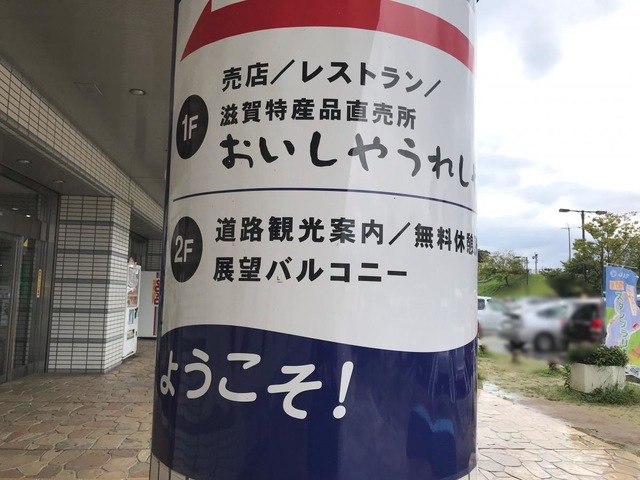 1F
売店/レストラン/
滋賀特産品直売所
おいしやうれし
2F
道路観光案内/無料休憩
展望バルコニー
ようこそ!